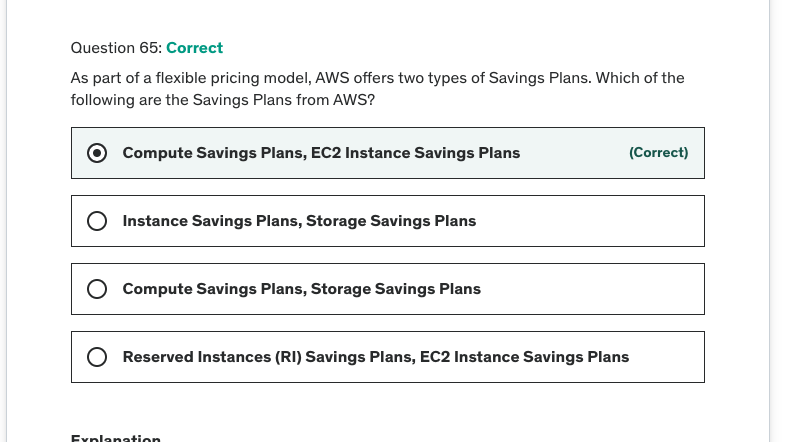 Question 65: Correct
As part of a flexible pricing model, AWS offers two types of Savings Plans. Which of the
following are the Savings Plans from AWS?
Compute Savings Plans, EC2 Instance Savings Plans (Correct)
Instance Savings Plans, Storage Savings Plans
Compute Savings Plans, Storage Savings Plans
Reserved Instances (RI) Savings Plans, EC2 Instance Savings Plans
Explanation